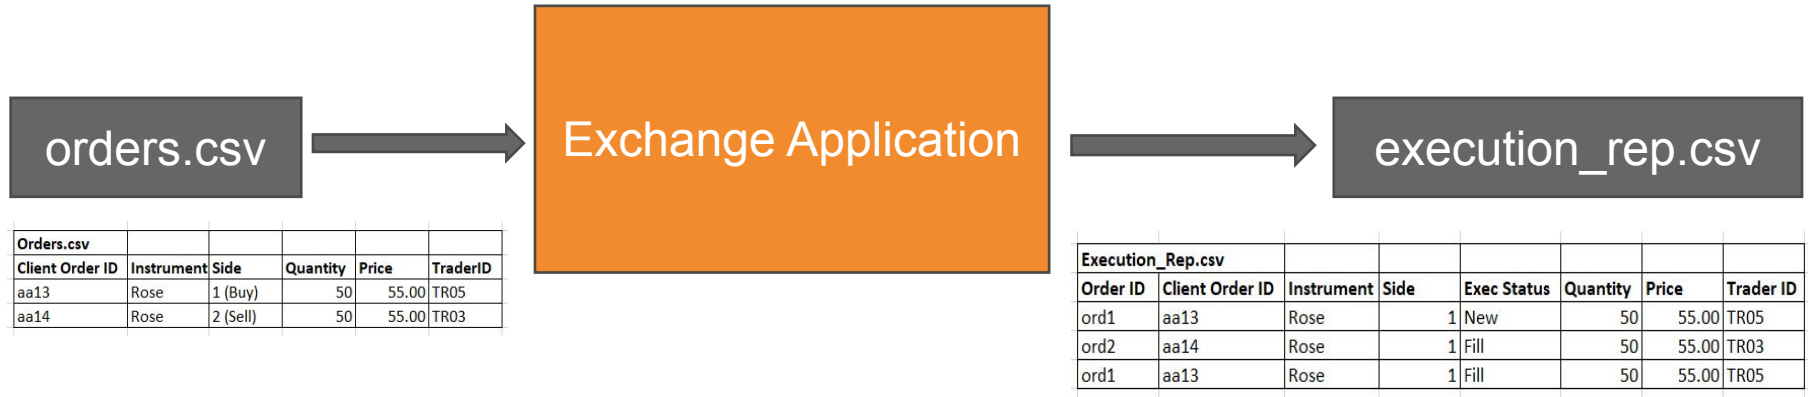 orders.csv
Exchange Application
execution_rep.csv
Orders.csv
Client Order ID Instrument Side Quantity Price TraderID
aa13 Rose 1 (Buy) 50 55.00 TR05
aa14 Rose 2 (Sell) 50 55.00 TR03
Execution_Rep.csv
Order ID Client Order ID Instrument Side Exec Status Quantity Price Trader ID
ord1 aa13 Rose 1 New 50 55.00 TR05
ord2 aa14 Rose 1 Fill 50 55.00 TR03
ord1 aa13 Rose 1 Fill 50 55.00 TR05